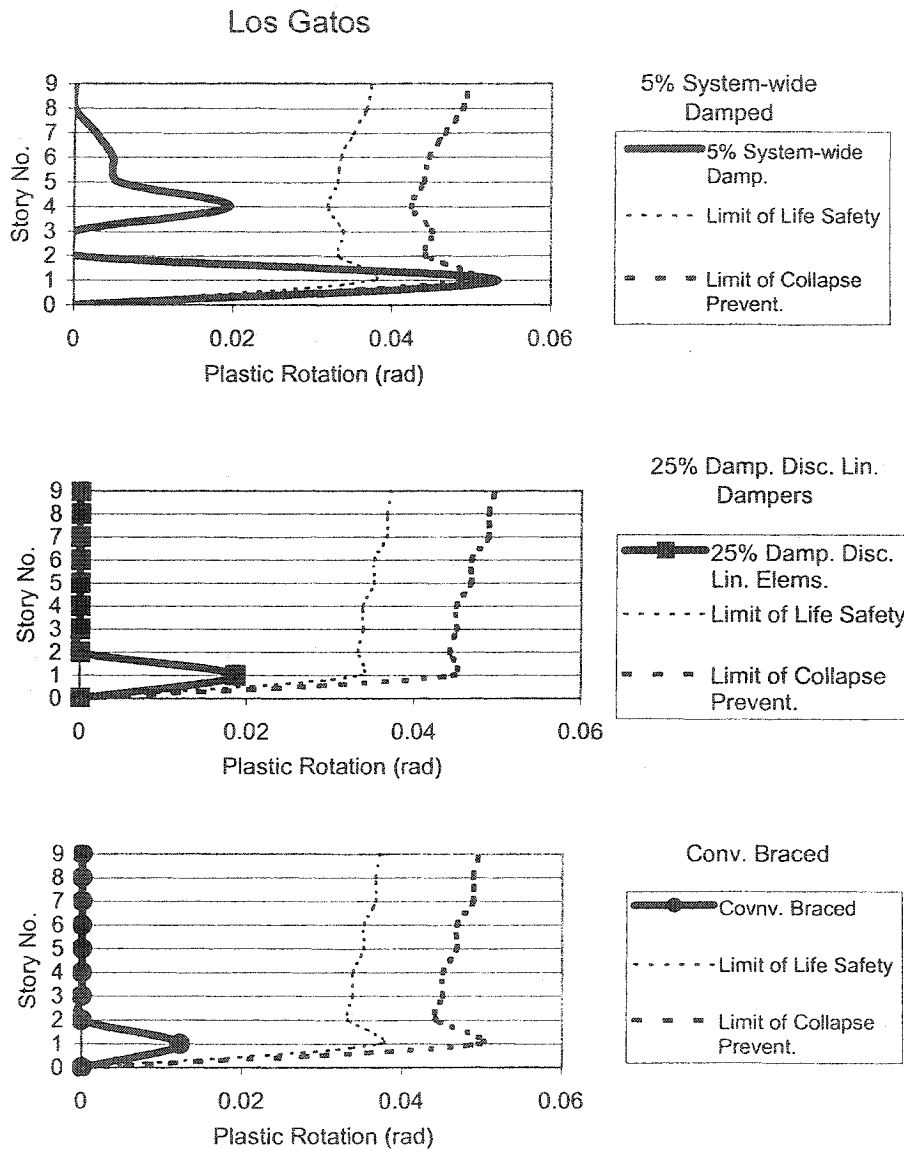 Los Gatos
9
8
7
6
5
4
3
2
1
0
Story No.
0 0.02 0.04 0.06
Plastic Rotation (rad)
5% System-wide
Damped
5% System-wide
Damp.
Limit of Life Safety
Limit of Collapse
Prevent.
9
8
7
6
5
4
3
2
1
0
Story No.
0 0.02 0.04 0.06
Plastic Rotation (rad)
25% Damp. Disc. Lin.
Dampers
25% Damp. Disc.
Lin. Elems.
Limit of Life Safety
Limit of Collapse
Prevent.
9
8
7
6
5
4
3
2
1
0
Story No.
0 0.02 0.04 0.06
Plastic Rotation (rad)
Conv. Braced
Covnv. Braced
Limit of Life Safety
Limit of Collapse
Prevent.